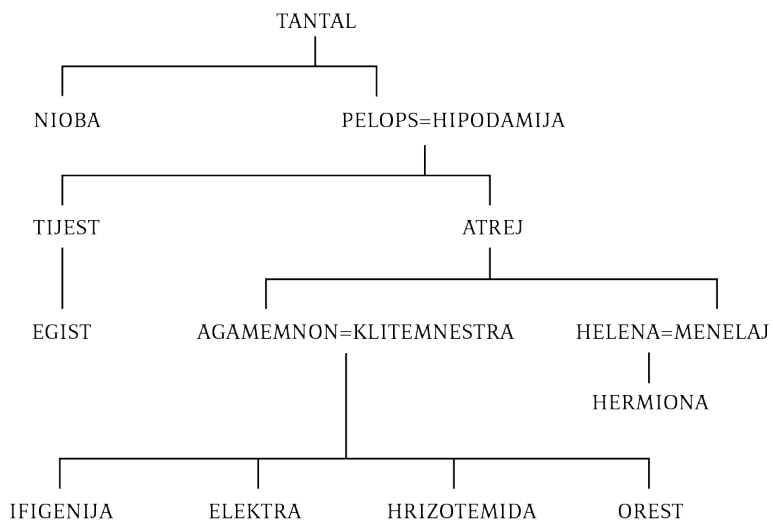 TANTAL
NIOBA PELOPS=HIPODAMIJA
TIJEST ATREJ
EGIST AGAMEMNON=KLITEMNESTRA HELENA=MENELAJ
HERMIONA
IFIGENIJA ELEKTRA HRIZOTEMIDA OREST